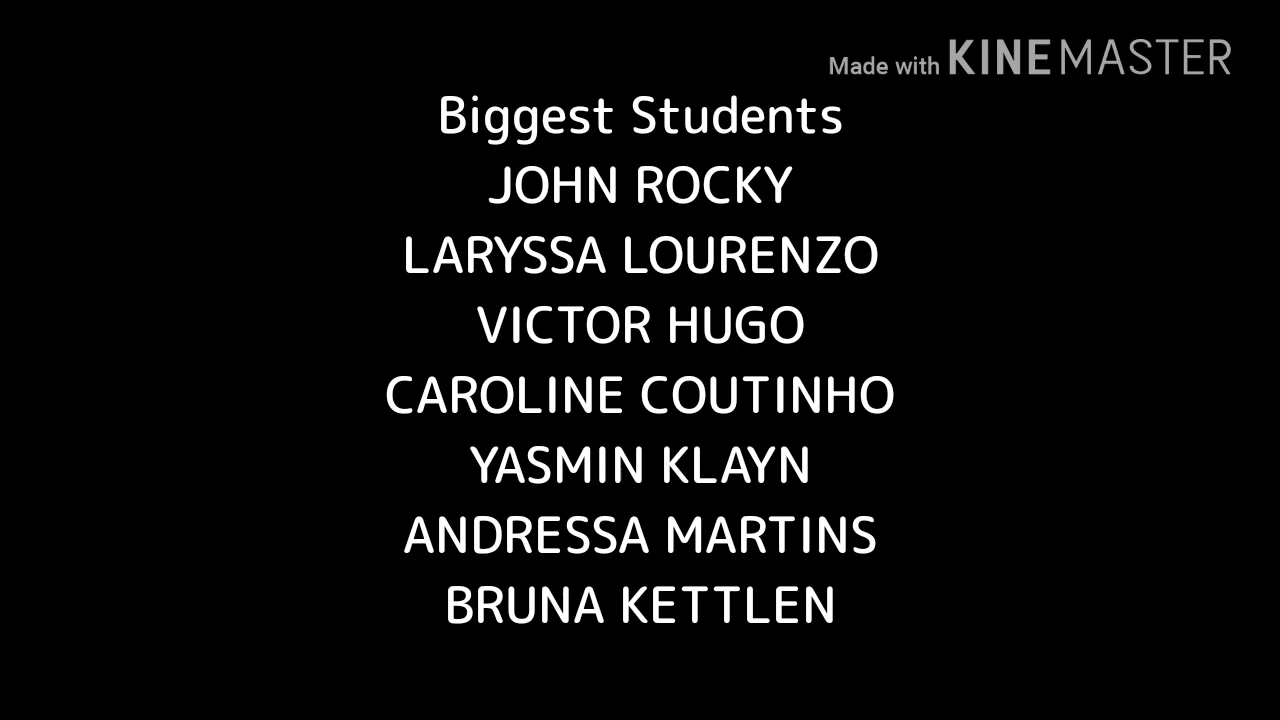 Made with KINEMASTER
Biggest Students
JOHN ROCKY
LARYSSA LOURENZO
VICTOR HUGO
CAROLINE COUTINHO
YASMIN KLAYN
ANDRESSA MARTINS
BRUNA KETTLEN